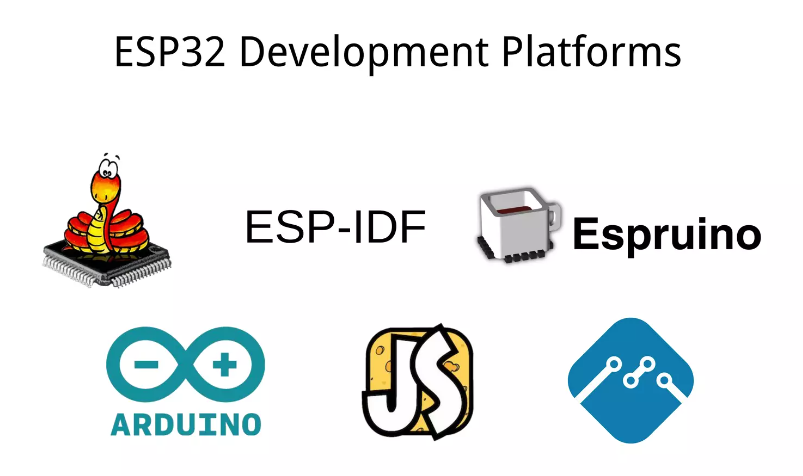 ESP32 Development Platforms
ESP-IDF
Espruino
ARDUINO
JS